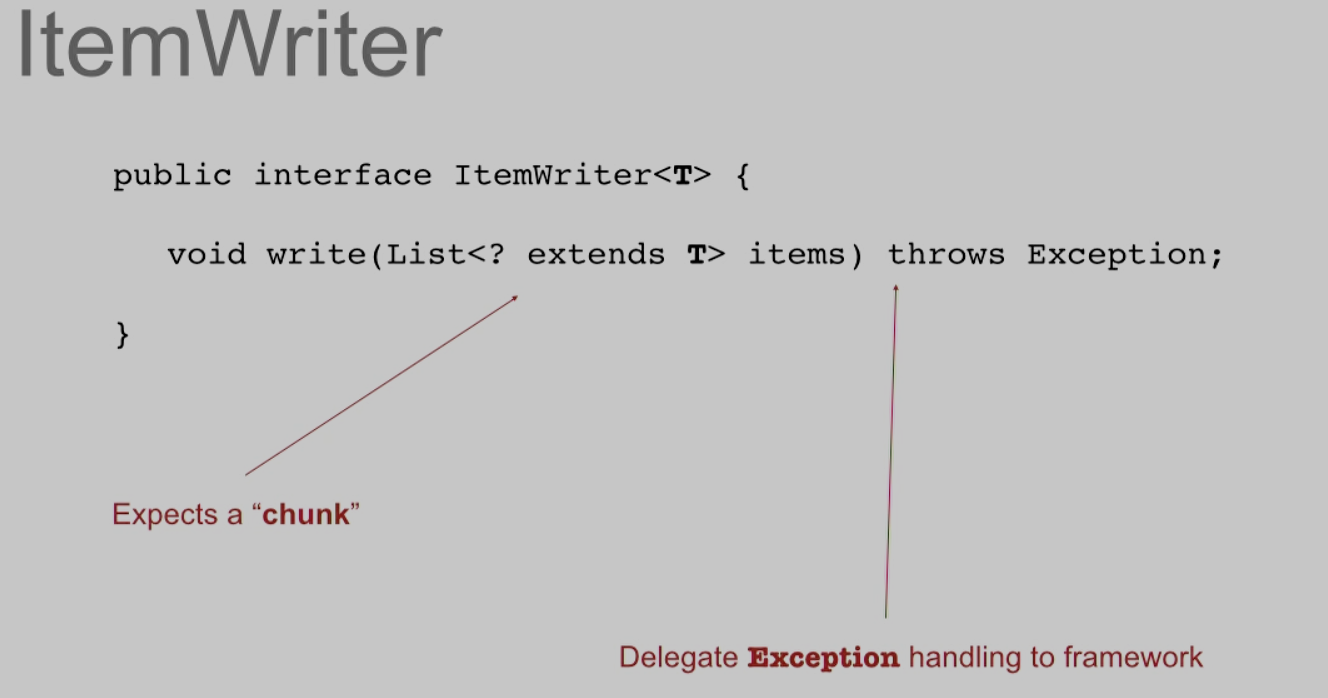 ItemWriter
public interface ItemWriter<T> {
void write(List<? extends T> items) throws Exception;
}
Expects a “chunk”
Delegate Exception handling to framework